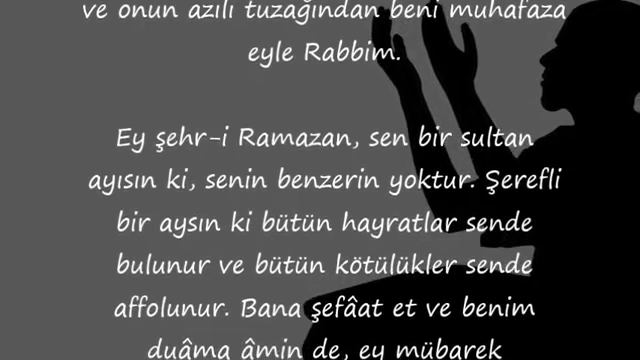 ve onun azılı tuzağından beni muhafaza
eyle Rabbim.
Ey şehr-i Ramazan, sen bir sultan
ayısın ki, senin benzerin yoktur. Şerefli
bir aysın ki bütün hayratlar sende
bulunur ve bütün kötülükler sende
affolunur. Bana şefâat et ve benim
duâma âmin de, ey mübarek